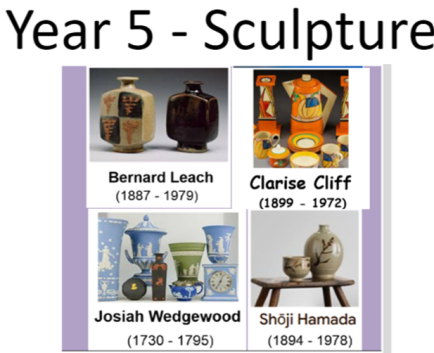 Year 5 - Sculpture
Bernard Leach
(1887 - 1979)
Clarise Cliff
(1899 - 1972)
Josiah Wedgewood
(1730 - 1795)
Shōji Hamada
(1894 - 1978)